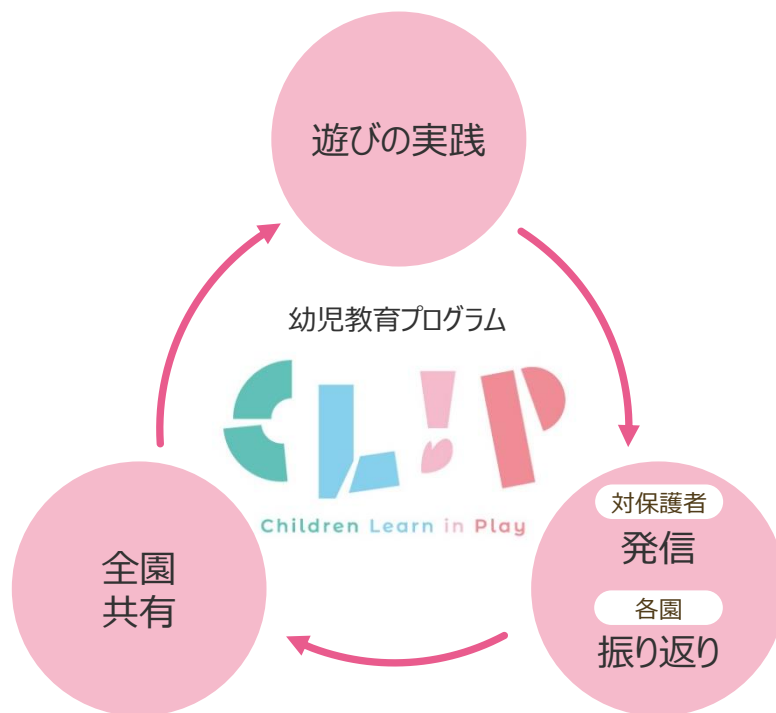 遊びの実践
幼児教育プログラム
CL!P
Children Learn in Play
対保護者
発信
各園
振り返り
全園
共有